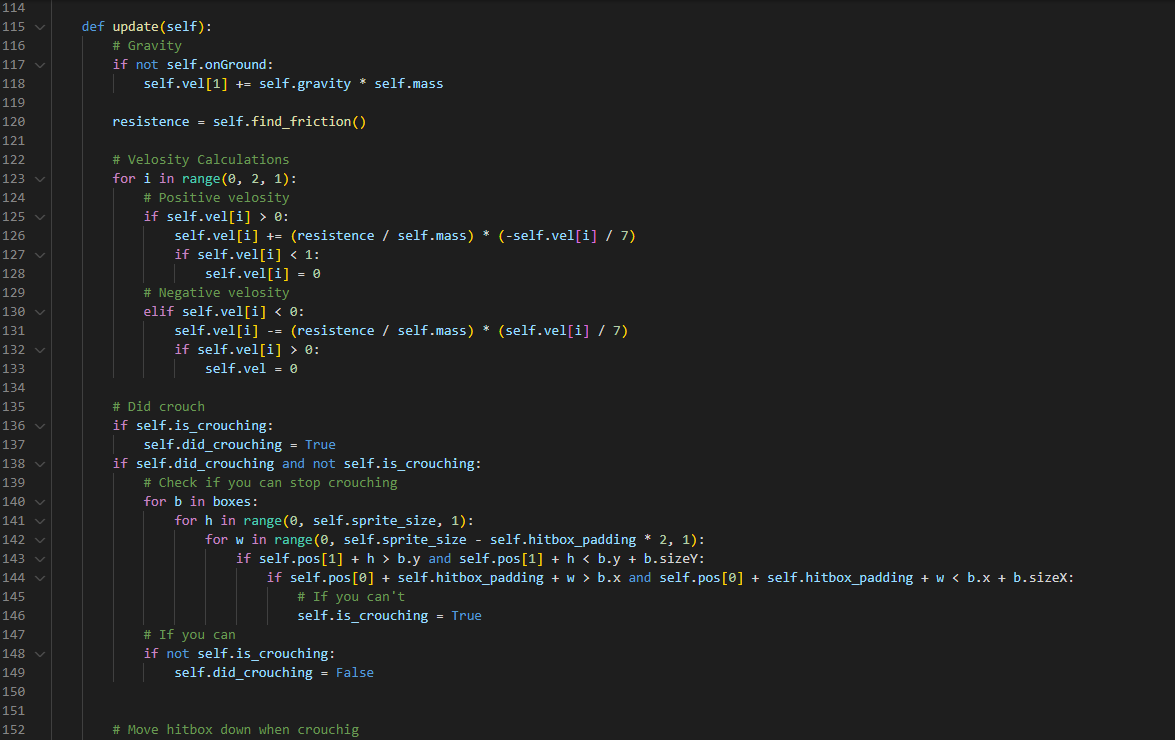 114
115 def update(self):
116 # Gravity
117 if not self.onGround:
118 self.vel[1] += self.gravity * self.mass
119
120 resistence = self.find_friction()
121
122 # Velosity Calculations
123 for i in range(0, 2, 1):
124 # Positive velosity
125 if self.vel[i] > 0:
126 self.vel[i] += (resistence / self.mass) * (-self.vel[i] / 7)
127 if self.vel[i] < 1:
128 self.vel[i] = 0
129 # Negative velosity
130 elif self.vel[i] < 0:
131 self.vel[i] -= (resistence / self.mass) * (self.vel[i] / 7)
132 if self.vel[i] > 0:
133 self.vel = 0
134
135 # Did crouch
136 if self.is_crouching:
137 self.did_crouching = True
138 if self.did_crouching and not self.is_crouching:
139 # Check if you can stop crouching
140 for b in boxes:
141 for h in range(0, self.sprite_size, 1):
142 for w in range(0, self.sprite_size - self.hitbox_padding * 2, 1):
143 if self.pos[1] + h > b.y and self.pos[1] + h < b.y + b.sizeY:
144 if self.pos[0] + self.hitbox_padding + w > b.x and self.pos[0] + self.hitbox_padding + w < b.x + b.sizeX:
145 # If you can't
146 self.is_crouching = True
147 # If you can
148 if not self.is_crouching:
149 self.did_crouching = False
150
151
152 # Move hitbox down when crouchig